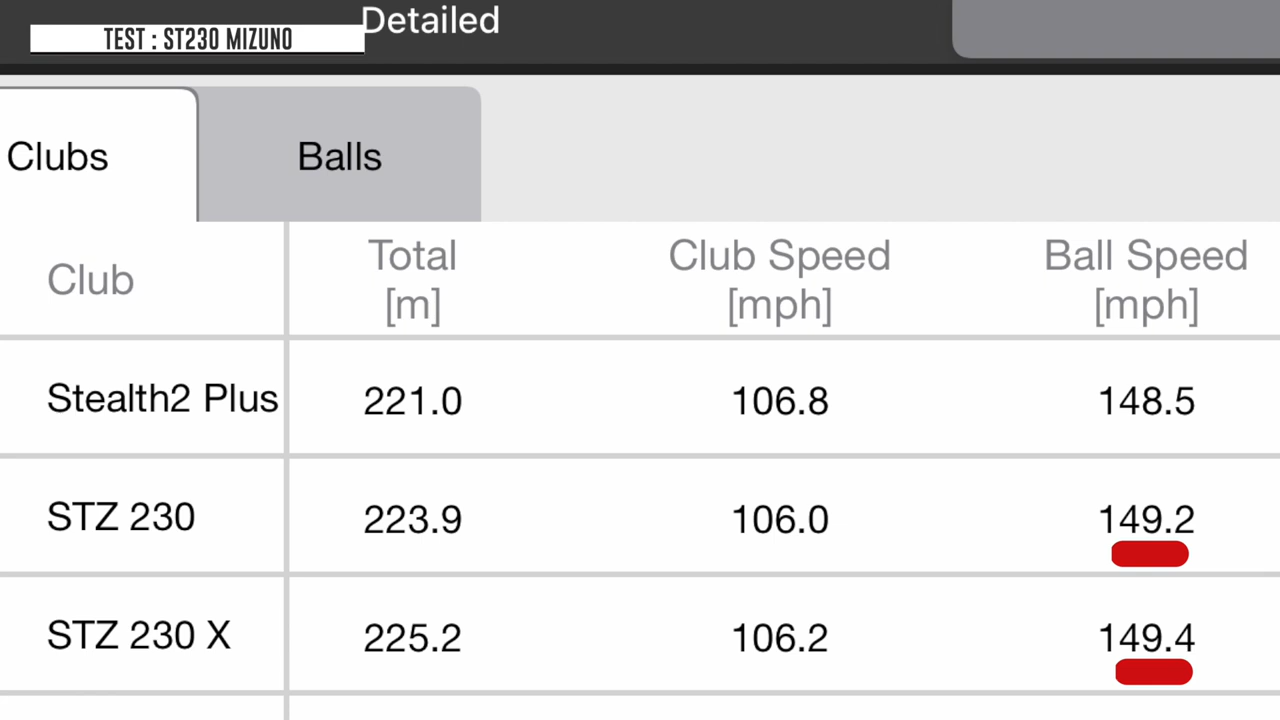 Detailed
TEST : ST230 MIZUNO
Clubs Balls
Club Total [m] Club Speed [mph] Ball Speed [mph]
Stealth2 Plus 221.0 106.8 148.5
STZ 230 223.9 106.0 149.2
STZ 230 X 225.2 106.2 149.4